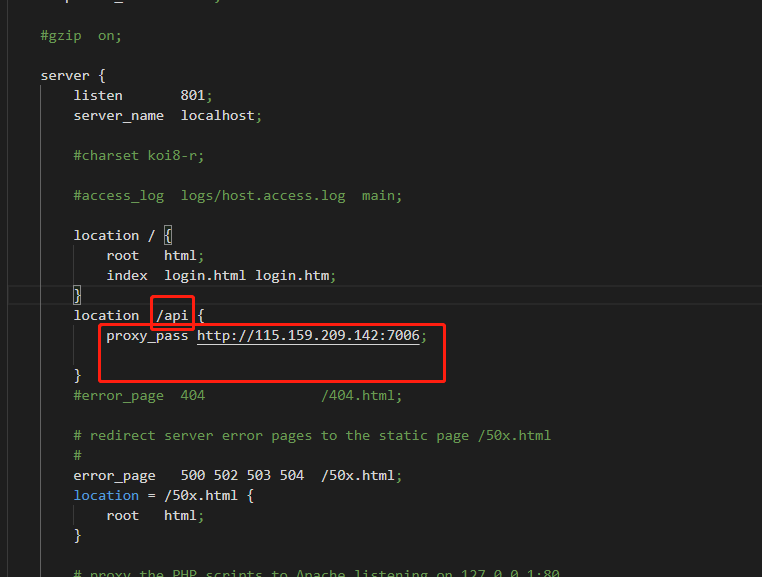 #gzip  on;
server {
listen       801;
server_name  localhost;
#charset koi8-r;
#access_log  logs/host.access.log  main;
location / {
root   html;
index  login.html login.htm;
}
location  /api {
proxy_pass http://115.159.209.142:7006;
}
#error_page  404              /404.html;
# redirect server error pages to the static page /50x.html
#
error_page   500 502 503 504  /50x.html;
location = /50x.html {
root   html;
}
# proxy the PHP scripts to Apache listening on 127.0.0.1:80